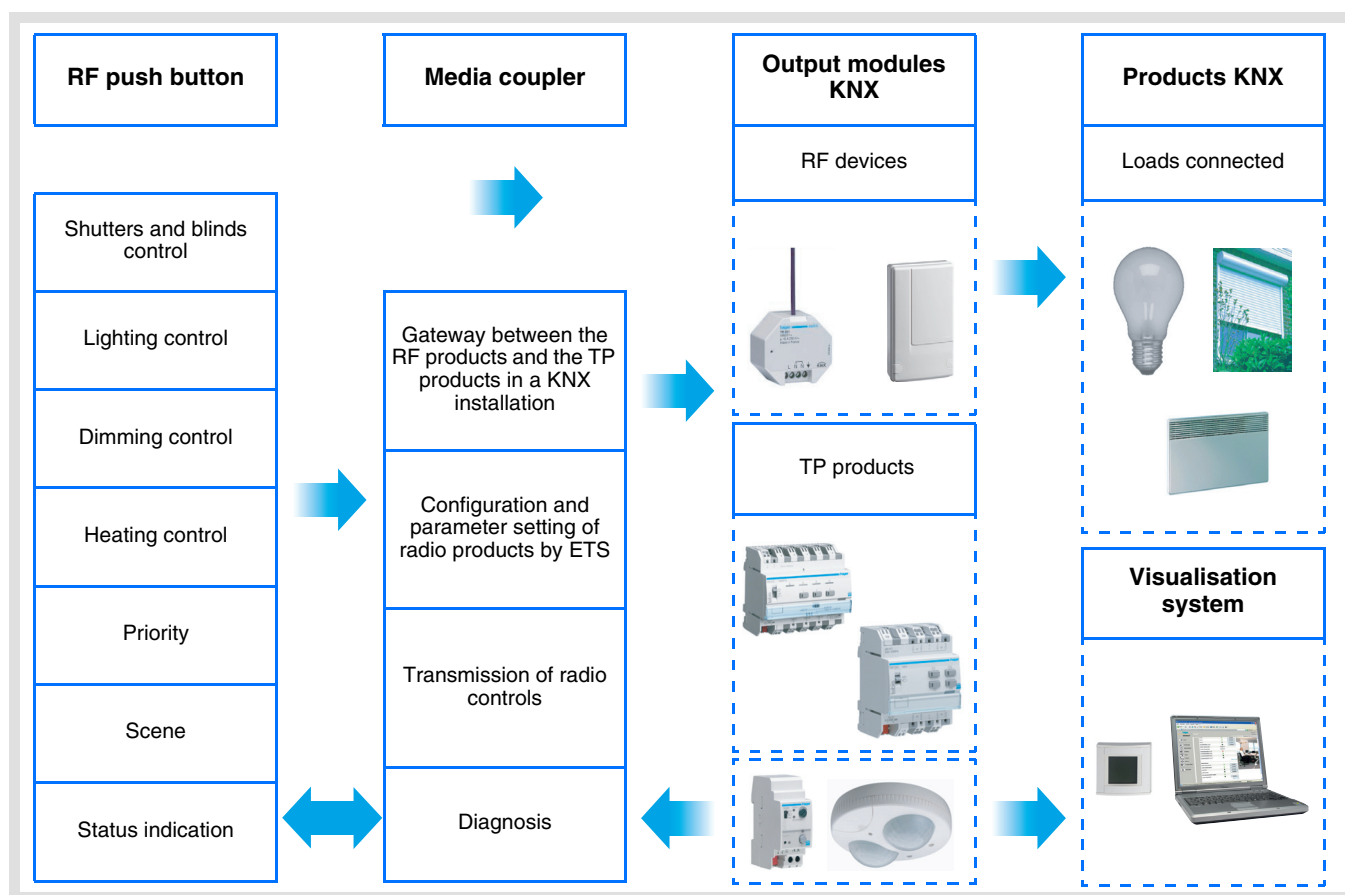 RF push button
Shutters and blinds
control
Lighting control
Dimming control
Heating control
Priority
Scene
Status indication
Media coupler
Gateway between the
RF products and the TP
products in a KNX
installation
Configuration and
parameter setting of
radio products by ETS
Transmission of radio
controls
Diagnosis
Output modules
KNX
RF devices
TP products
Products KNX
Loads connected
Visualisation
system